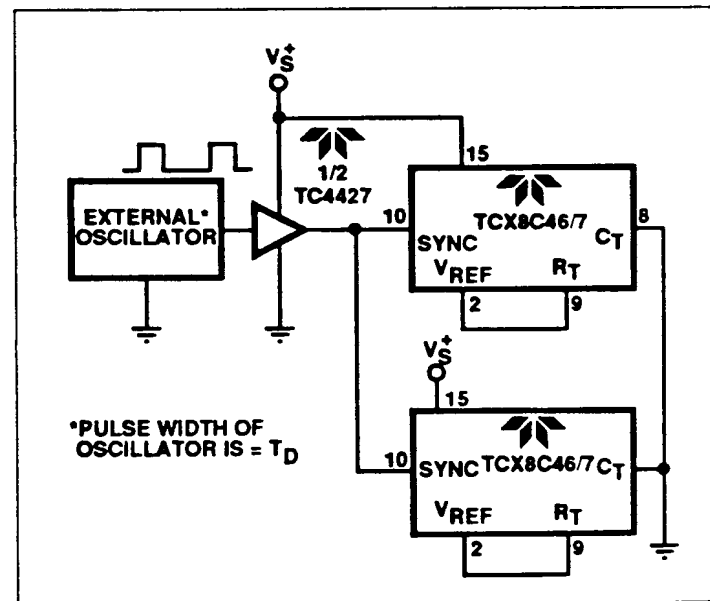 V_S^+
1/2
TC4427
15
EXTERNAL*
OSCILLATOR
10
SYNC
TCX8C46/7
8
C_T
V_REF
R_T
2
9
V_S^+
15
*PULSE WIDTH OF
OSCILLATOR IS = T_D
10
SYNC
TCX8C46/7
C_T
V_REF
R_T
2
9